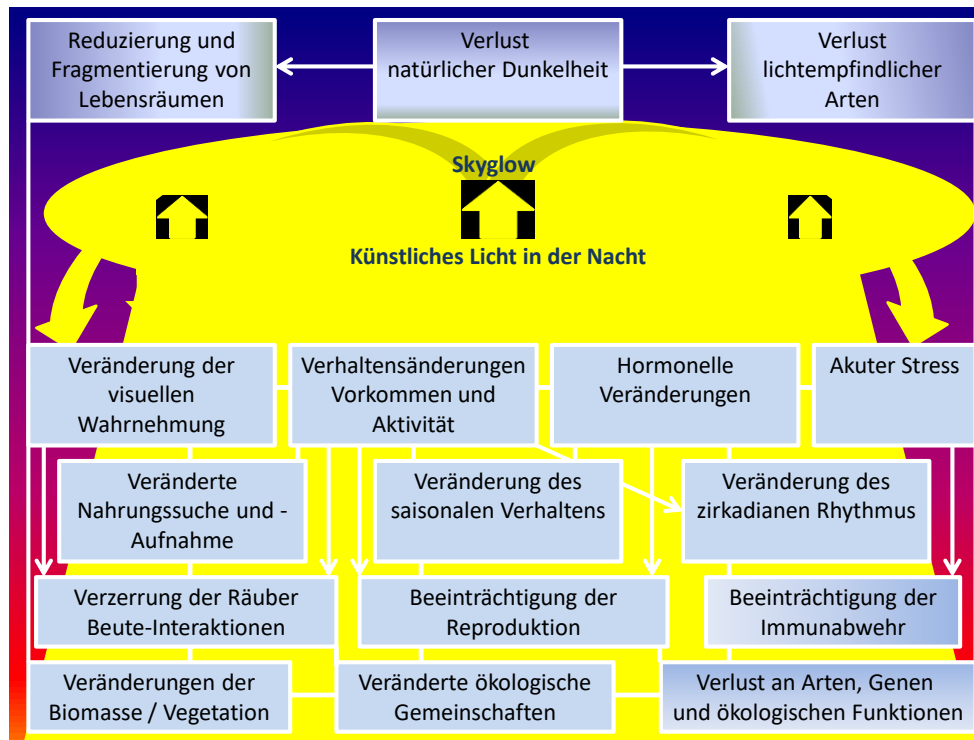 Reduzierung und
Fragmentierung von
Lebensräumen
Verlust
natürlicher Dunkelheit
Verlust
lichtempfindlicher
Arten
Skyglow
Künstliches Licht in der Nacht
Veränderung der
visuellen
Wahrnehmung
Verhaltensänderungen
Vorkommen und
Aktivität
Hormonelle
Veränderungen
Akuter Stress
Veränderte
Nahrungssuche und -
Aufnahme
Veränderung des
saisonalen Verhaltens
Veränderung des
zirkadianen Rhythmus
Verzerrung der Räuber
Beute-Interaktionen
Beeinträchtigung der
Reproduktion
Beeinträchtigung der
Immunabwehr
Veränderungen der
Biomasse / Vegetation
Veränderte ökologische
Gemeinschaften
Verlust an Arten, Genen
und ökologischen Funktionen